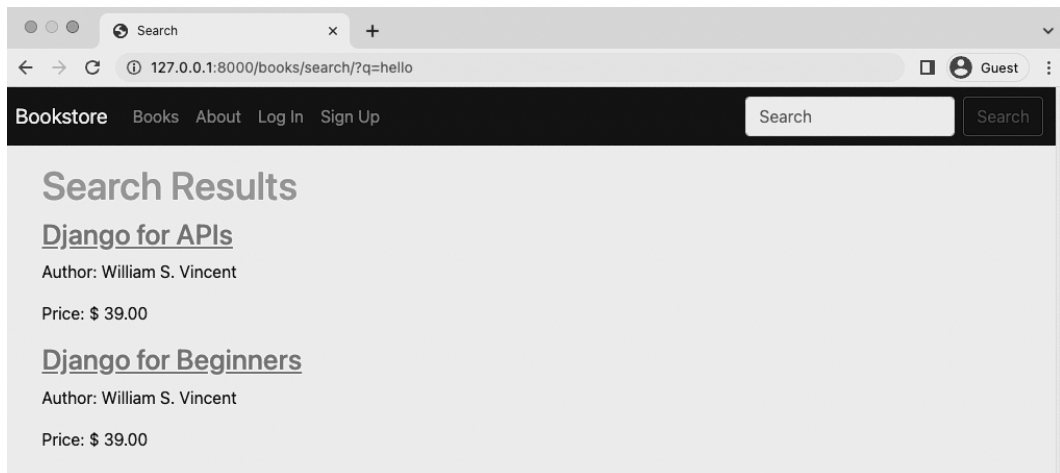 Search
127.0.0.1:8000/books/search/?q=hello
Guest
Bookstore Books About Log In Sign Up Search Search
Search Results
Django for APIs
Author: William S. Vincent
Price: $ 39.00
Django for Beginners
Author: William S. Vincent
Price: $ 39.00